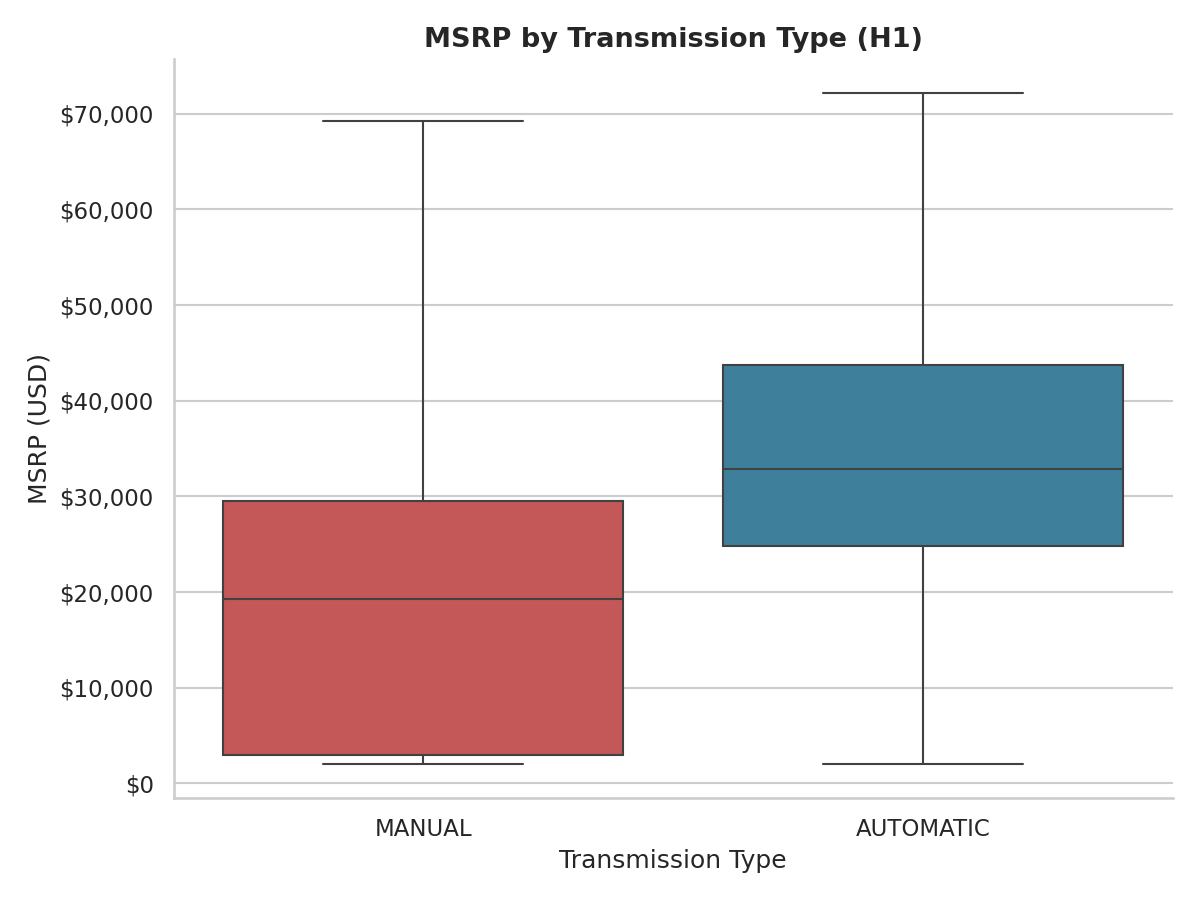 MSRP by Transmission Type (H1)
MSRP (USD)
$70,000
$60,000
$50,000
$40,000
$30,000
$20,000
$10,000
$0
MANUAL
AUTOMATIC
Transmission Type